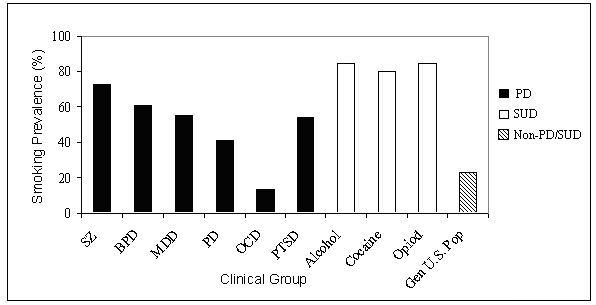 Smoking Prevalence (%)
100
80
60
40
20
0
SZ
BPD
MDD
PD
OCD
PTSD
Alcohol
Cocaine
Opiod
Gen U.S. Pop
Clinical Group
PD
SUD
Non-PD/SUD